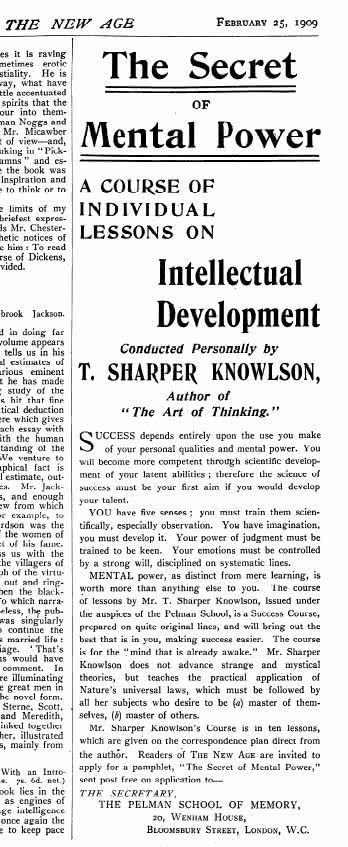 THE NEW AGE
FEBRUARY 25, 1909
es it is raving
metimes erotic
stiality. He is
vay, what have
ttle accentuated
spirits that the
our into them-
man Noggs and
Mr. Micawber
t of view—and,
aking in "Pick-
amns" and es-
e the book was
Inspiration and
e to think or to
e limits of my
briefest expres-
ds Mr. Chester-
hetic notices of
e him: To read
rse of Dickens,
vided.
brook Jackson.
d in doing far
volume appears
tells us in his
al estimates of
arious eminent
t he has made
g study of the
s hit that fine
tical deduction
ere which gives
ach essay with
ith the human
tanding of the
We venture to
aphical fact is
l estimate, out-
es. Mr. Jack-
s, and enough
ew from which
or example, to
rdson was the
f the women of
et of his fame.
ss us with the
the villagers of
ph of the virtu-
out and ring-
hen the black-
To which narra-
eless, the pub-
was singularly
o continue the
s married life:
iage. 'That's
us would have
comment. In
re illuminating
e great men in
he novel form.
Sterne, Scott,
and Meredith,
linked together
her, illustrated
s, mainly from
With an Intro-
e. 7s. 6d. net.)
ook lies in the
as engines of
age intelligence
once again the
e to keep pace
The Secret
OF
Mental Power
A COURSE OF
INDIVIDUAL
LESSONS ON
Intellectual
Development
Conducted Personally by
T. SHARPER KNOWLSON,
Author of
"The Art of Thinking."
SUCCESS depends entirely upon the use you make
of your personal qualities and mental power. You
will become more competent through scientific develop-
ment of your latent abilities; therefore the science of
success must be your first aim if you would develop
your talent.
YOU have five senses; you must train them scien-
tifically, especially observation. You have imagination,
you must develop it. Your power of judgment must be
trained to be keen. Your emotions must be controlled
by a strong will, disciplined on systematic lines.
MENTAL power, as distinct from mere learning, is
worth more than anything else to you. The course
of lessons by Mr. T. Sharper Knowlson, issued under
the auspices of the Pelman School, is a Success Course,
prepared on quite original lines, and will bring out the
best that is in you, making success easier. The course
is for the "mind that is already awake." Mr. Sharper
Knowlson does not advance strange and mystical
theories, but teaches the practical application of
Nature's universal laws, which must be followed by
all her subjects who desire to be (a) master of them-
selves, (b) master of others.
Mr. Sharper Knowlson's Course is in ten lessons,
which are given on the correspondence plan direct from
the author. Readers of THE NEW AGE are invited to
apply for a pamphlet, "The Secret of Mental Power,"
sent post free on application to—
THE SECRETARY,
THE PELMAN SCHOOL OF MEMORY,
20, WENHAM HOUSE,
BLOOMSBURY STREET, LONDON, W.C.